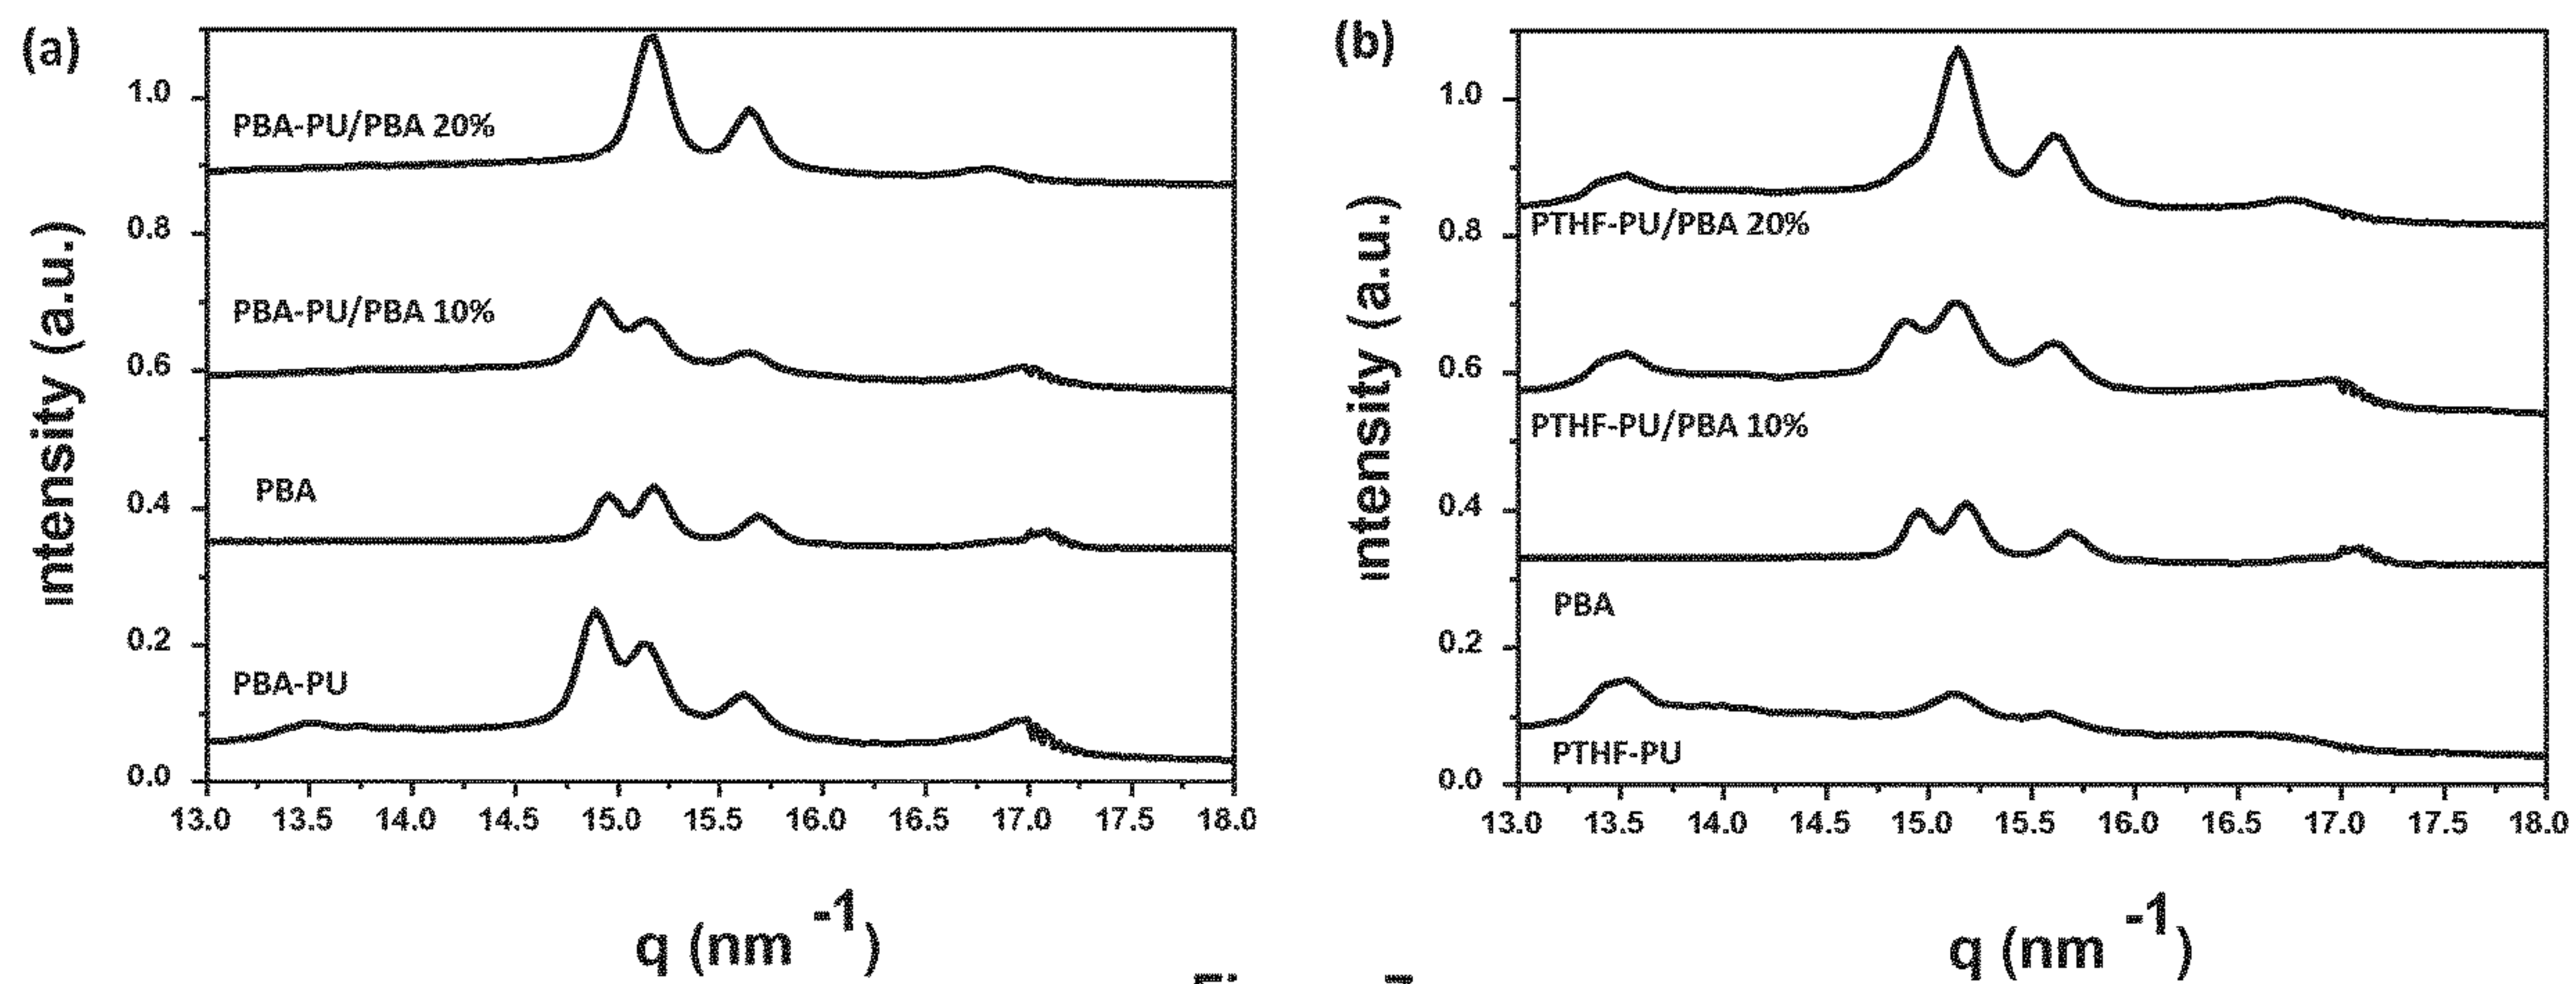 (a)
Intensity (a.u.)
1.0
0.8
0.6
0.4
0.2
0.0
PBA-PU/PBA 20%
PBA-PU/PBA 10%
PBA
PBA-PU
13.0 13.5 14.0 14.5 15.0 15.5 16.0 16.5 17.0 17.5 18.0
q (nm -1)
(b)
Intensity (a.u.)
1.0
0.8
0.6
0.4
0.2
0.0
PTHF-PU/PBA 20%
PTHF-PU/PBA 10%
PBA
PTHF-PU
13.0 13.5 14.0 14.5 15.0 15.5 16.0 16.5 17.0 17.5 18.0
q (nm -1)